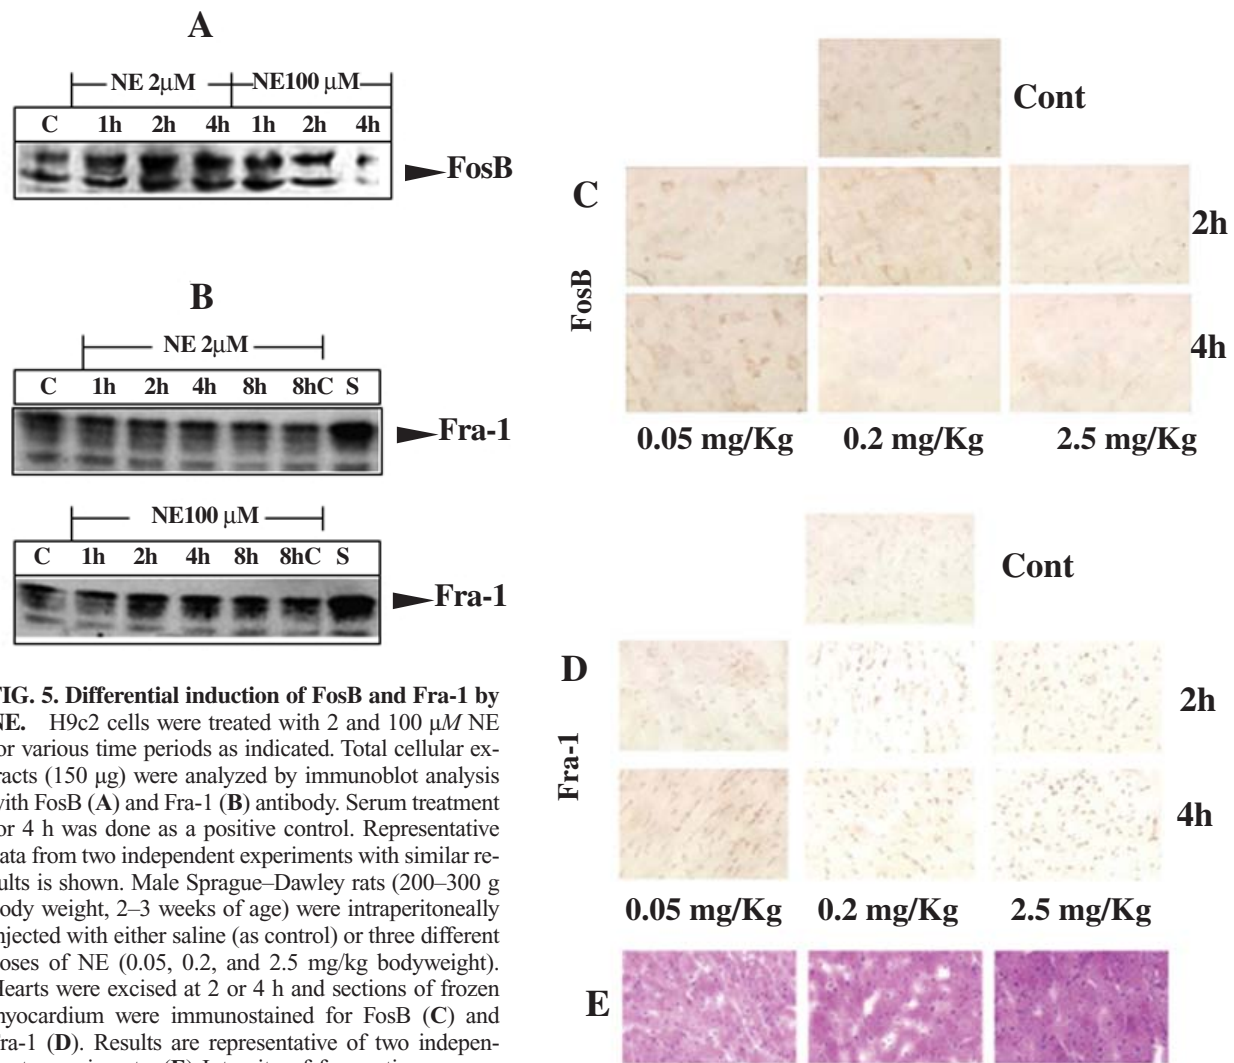 A
NE 2μM NE100 μM
C 1h 2h 4h 1h 2h 4h
FosB
B
NE 2μM
C 1h 2h 4h 8h 8hC S
Fra-1
NE100 μM
C 1h 2h 4h 8h 8hC S
Fra-1
IG. 5. Differential induction of FosB and Fra-1 by
NE. H9c2 cells were treated with 2 and 100 μM NE
or various time periods as indicated. Total cellular ex-
racts (150 μg) were analyzed by immunoblot analysis
with FosB (A) and Fra-1 (B) antibody. Serum treatment
or 4 h was done as a positive control. Representative
ata from two independent experiments with similar re-
ults is shown. Male Sprague–Dawley rats (200–300 g
ody weight, 2–3 weeks of age) were intraperitoneally
njected with either saline (as control) or three different
oses of NE (0.05, 0.2, and 2.5 mg/kg bodyweight).
Hearts were excised at 2 or 4 h and sections of frozen
myocardium were immunostained for FosB (C) and
ra-1 (D). Results are representative of two indepen-
Cont
C
FosB
2h
4h
0.05 mg/Kg 0.2 mg/Kg 2.5 mg/Kg
Cont
D
Fra-1
2h
4h
0.05 mg/Kg 0.2 mg/Kg 2.5 mg/Kg
E